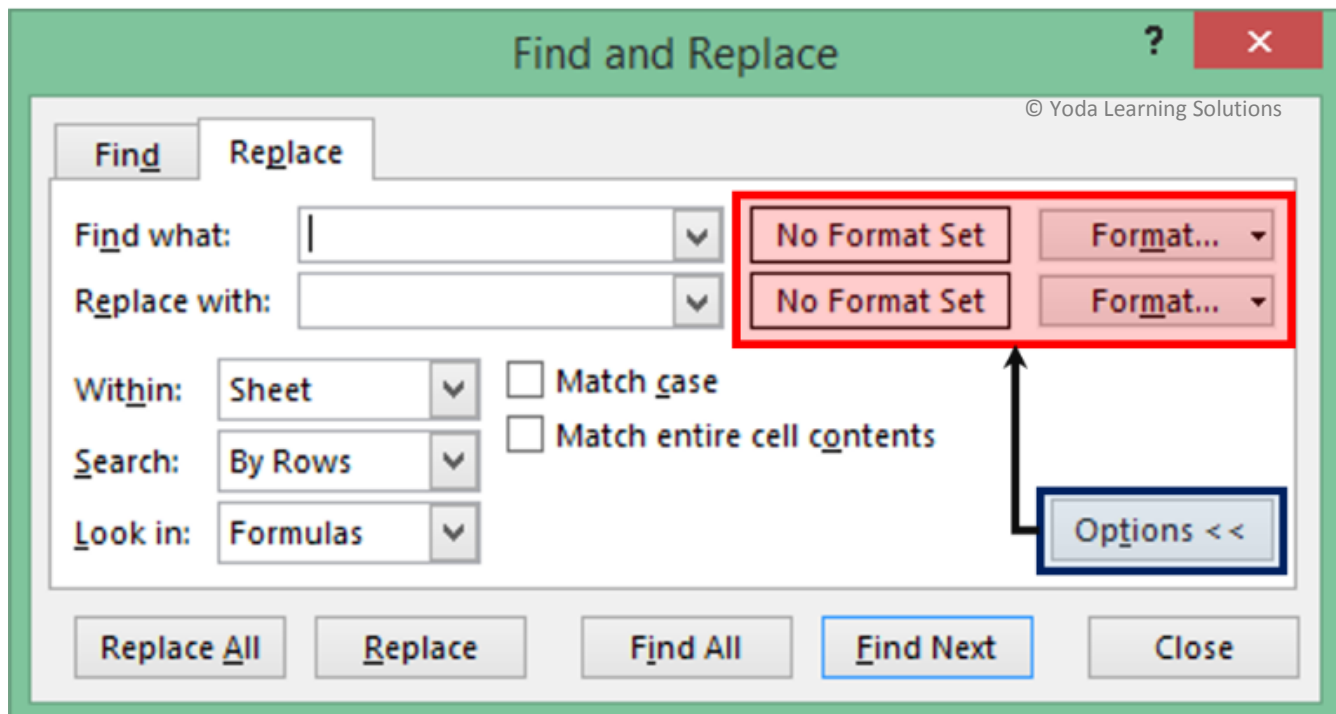 Find and Replace ? ×
© Yoda Learning Solutions
Find Replace
Find what: No Format Set Format...
Replace with: No Format Set Format...
Within: Sheet Match case
Match entire cell contents
Search: By Rows
Look in: Formulas Options <<
Replace All Replace Find All Find Next Close